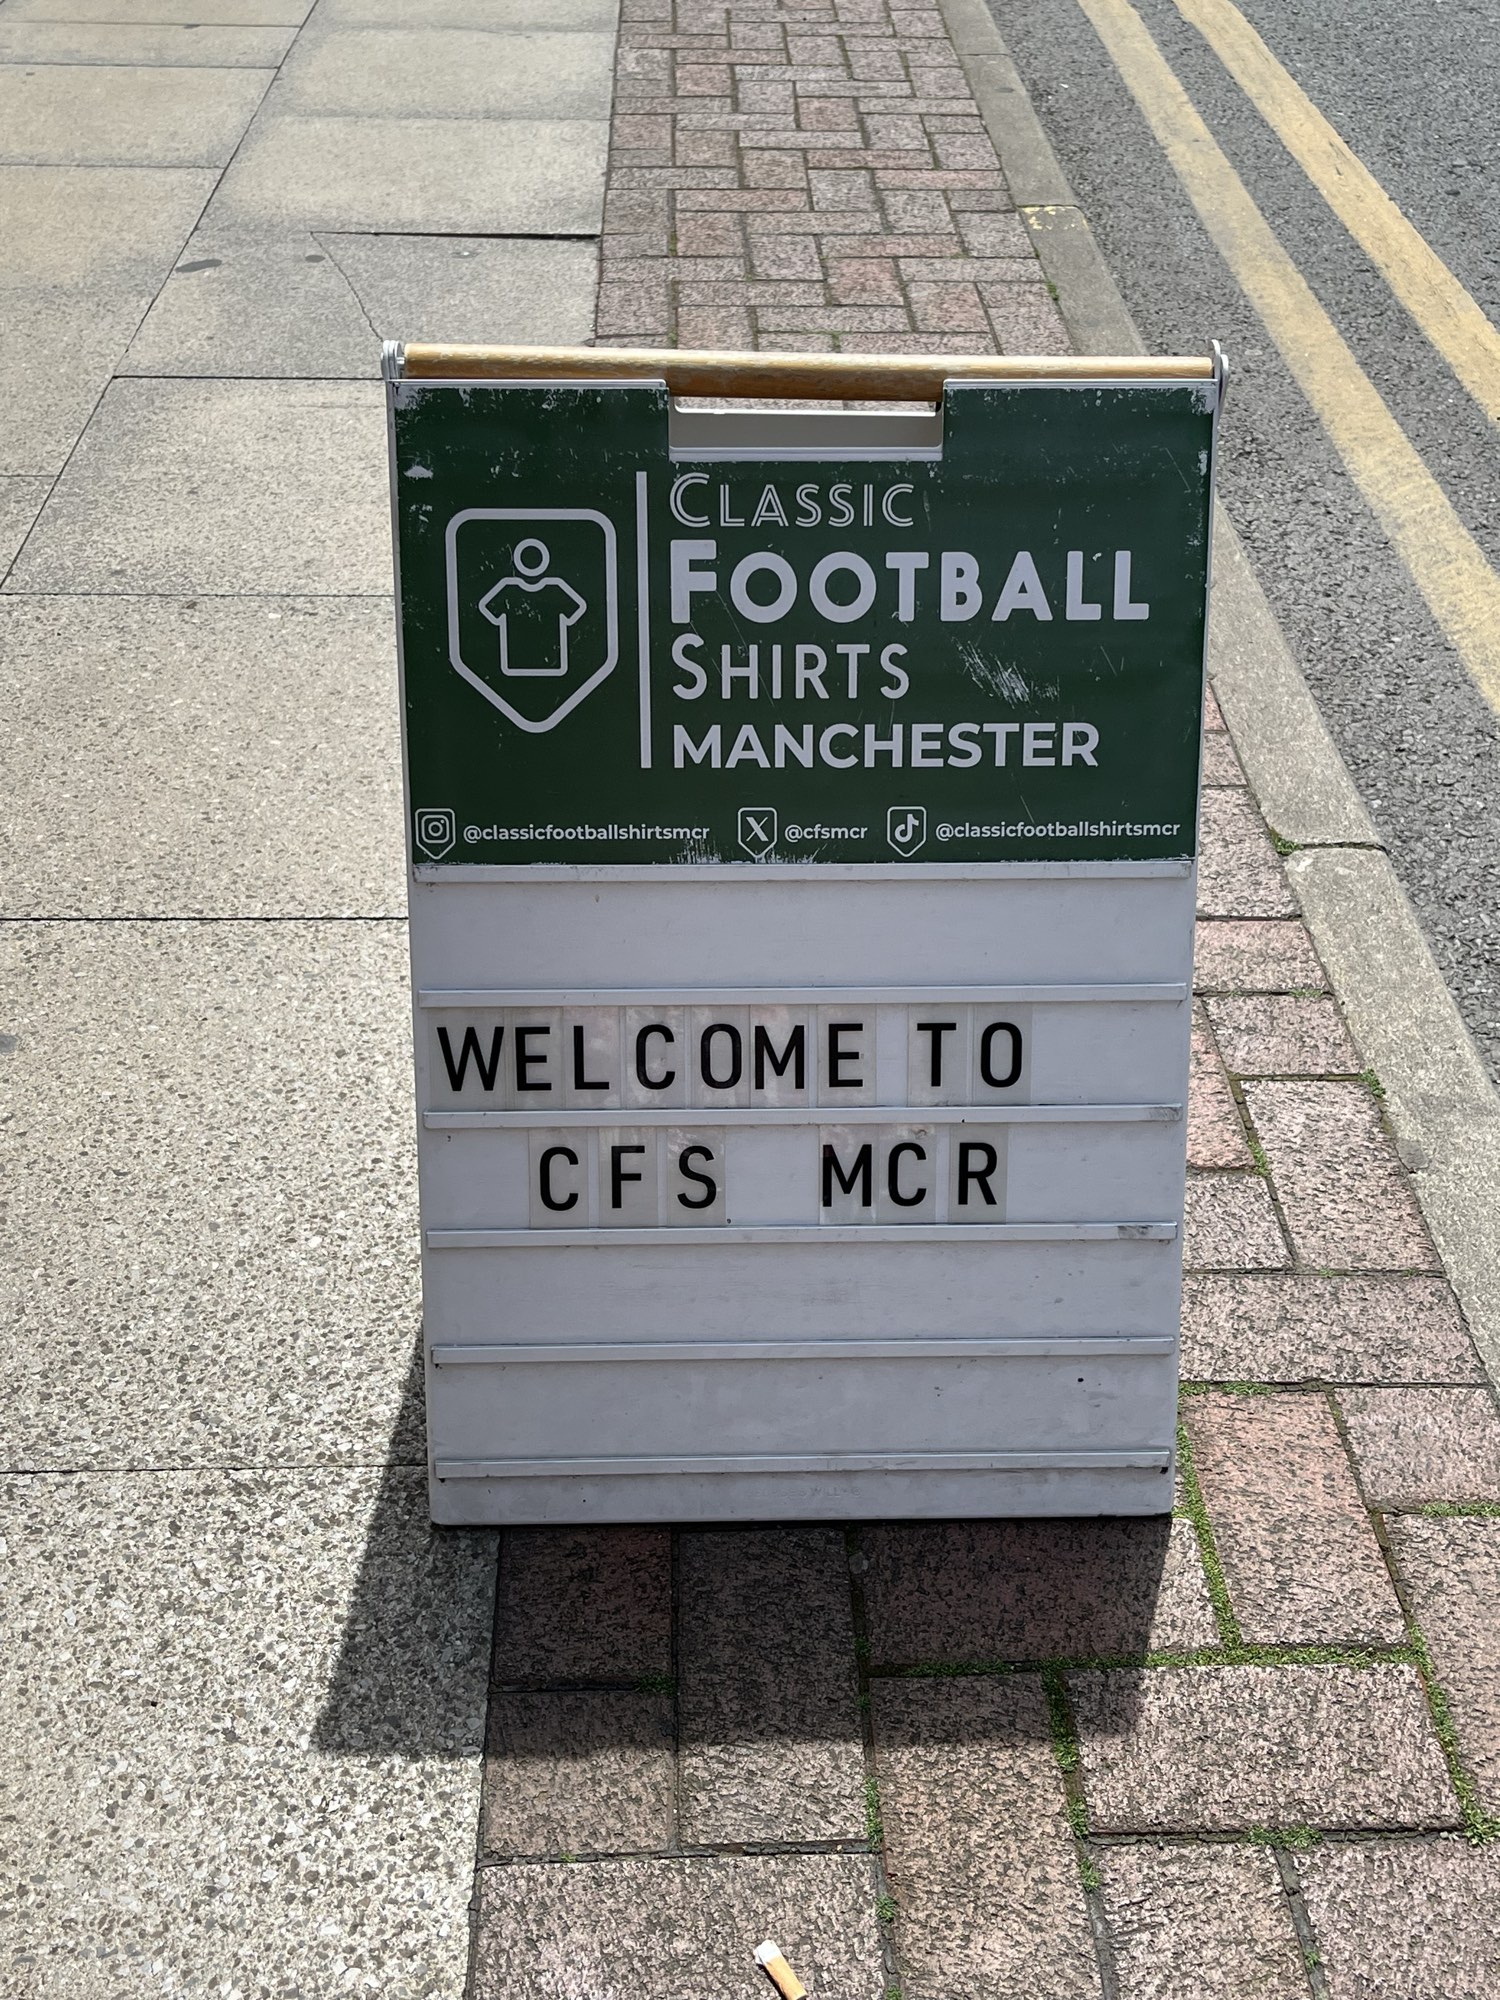 CLASSIC
FOOTBALL
SHIRTS
MANCHESTER
@classicfootballshirtsmcr @cfsmcr @classicfootballshirtsmcr
WELCOME TO
CFS MCR